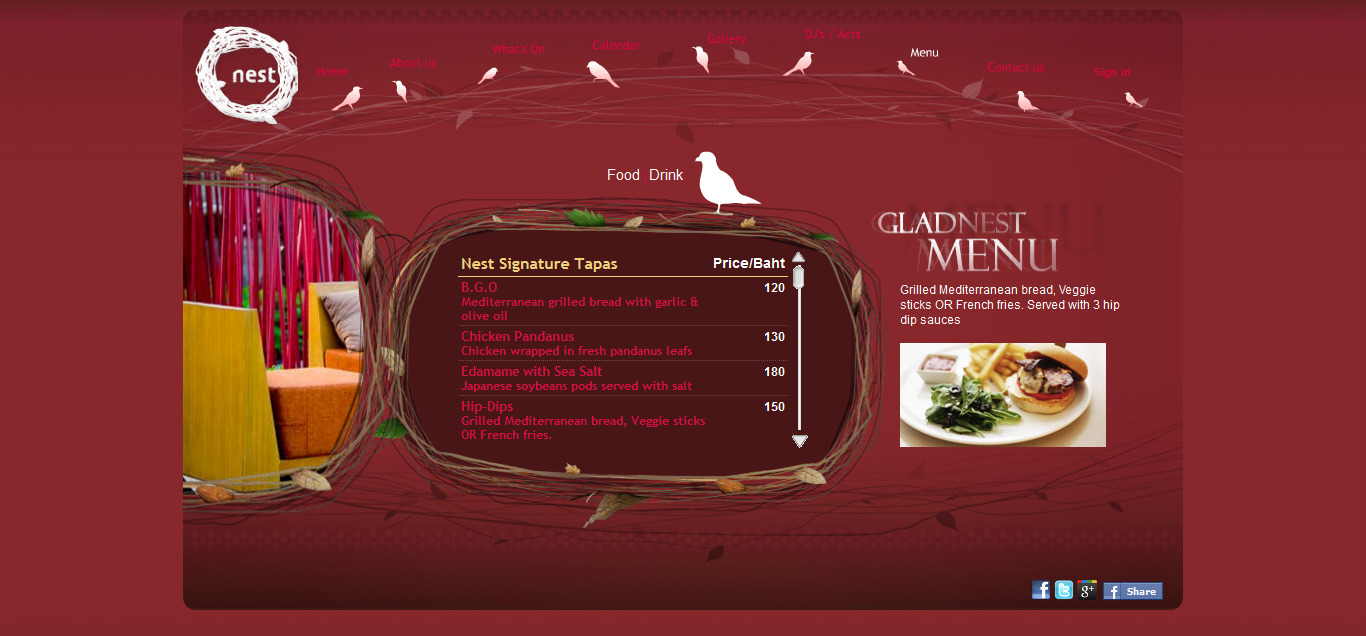 nest
Home
About us
What's On
Calendar
Gallery
DJ's / Acts
Menu
Contact us
Sign in
Food Drink
Nest Signature Tapas Price/Baht
B.G.O 120
Mediterranean grilled bread with garlic &
olive oil
Chicken Pandanus 130
Chicken wrapped in fresh pandanus leafs
Edamame with Sea Salt 180
Japanese soybeans pods served with salt
Hip-Dips 150
Grilled Mediterranean bread, Veggie sticks
OR French fries.
GLADNEST
MENU
Grilled Mediterranean bread, Veggie
sticks OR French fries. Served with 3 hip
dip sauces
f
t
g+
f Share